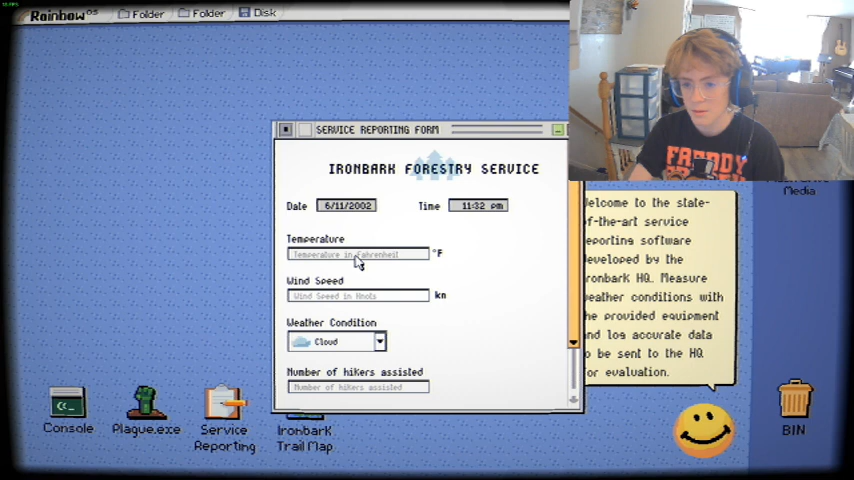 RainbowOS
Folder
Folder
Disk
SERVICE REPORTING FORM
IRONBARK FORESTRY SERVICE
Date
6/11/2002
Time
11:32 pm
Temperature
Temperature in Fahrenheit
°F
Wind Speed
Wind Speed in Knots
kn
Weather Condition
Cloud
Number of hikers assisted
Number of hikers assisted
Welcome to the state-
of-the-art service
reporting software
developed by the
Ironbark HQ. Measure
weather conditions with
the provided equipment
and log accurate data
to be sent to the HQ
for evaluation.
Media
Console
Plague.exe
Service
Reporting
Ironbark
Trail Map
BIN